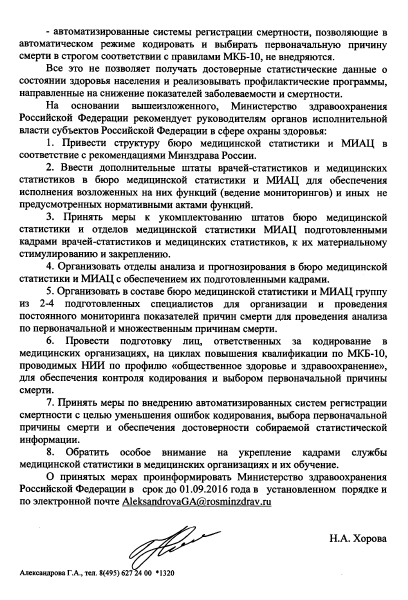 - автоматизированные системы регистрации смертности, позволяющие в
автоматическом режиме кодировать и выбирать первоначальную причину
смерти в строгом соответствии с правилами МКБ-10, не внедряются.
Все это не позволяет получать достоверные статистические данные о
состоянии здоровья населения и реализовывать профилактические программы,
направленные на снижение показателей заболеваемости и смертности.
На основании вышеизложенного, Министерство здравоохранения
Российской Федерации рекомендует руководителям органов исполнительной
власти субъектов Российской Федерации в сфере охраны здоровья:
1. Привести структуру бюро медицинской статистики и МИАЦ в
соответствие с рекомендациями Минздрава России.
2. Ввести дополнительные штаты врачей-статистиков и медицинских
статистиков в бюро медицинской статистики и МИАЦ для обеспечения
исполнения возложенных на них функций (ведение мониторингов) и иных не
предусмотренных нормативными актами функций.
3. Принять меры к укомплектованию штатов бюро медицинской
статистики и отделов медицинской статистики МИАЦ подготовленными
кадрами врачей-статистиков и медицинских статистиков, к их материальному
стимулированию и закреплению.
4. Организовать отделы анализа и прогнозирования в бюро медицинской
статистики и МИАЦ с обеспечением их подготовленными кадрами.
5. Организовать в составе бюро медицинской статистики и МИАЦ группу
из 2-4 подготовленных специалистов для организации и проведения
постоянного мониторинга показателей причин смерти для проведения анализа
по первоначальной и множественным причинам смерти.
6. Провести подготовку лиц, ответственных за кодирование в
медицинских организациях, на циклах повышения квалификации по МКБ-10,
проводимых НИИ по профилю «общественное здоровье и здравоохранение»,
для обеспечения контроля кодирования и выбором первоначальной причины
смерти.
7. Принять меры по внедрению автоматизированных систем регистрации
смертности с целью уменьшения ошибок кодирования, выбора первоначальной
причины смерти и обеспечения достоверности собираемой статистической
информации.
8. Обратить особое внимание на укрепление кадрами службы
медицинской статистики в медицинских организациях и их обучение.
О принятых мерах проинформировать Министерство здравоохранения
Российской Федерации в срок до 01.09.2016 года в установленном порядке и
по электронной почте AleksandrovaGA@rosminzdrav.ru
Н.А. Хорова
Александрова Г.А., тел. 8(495) 627 24 00 *1320